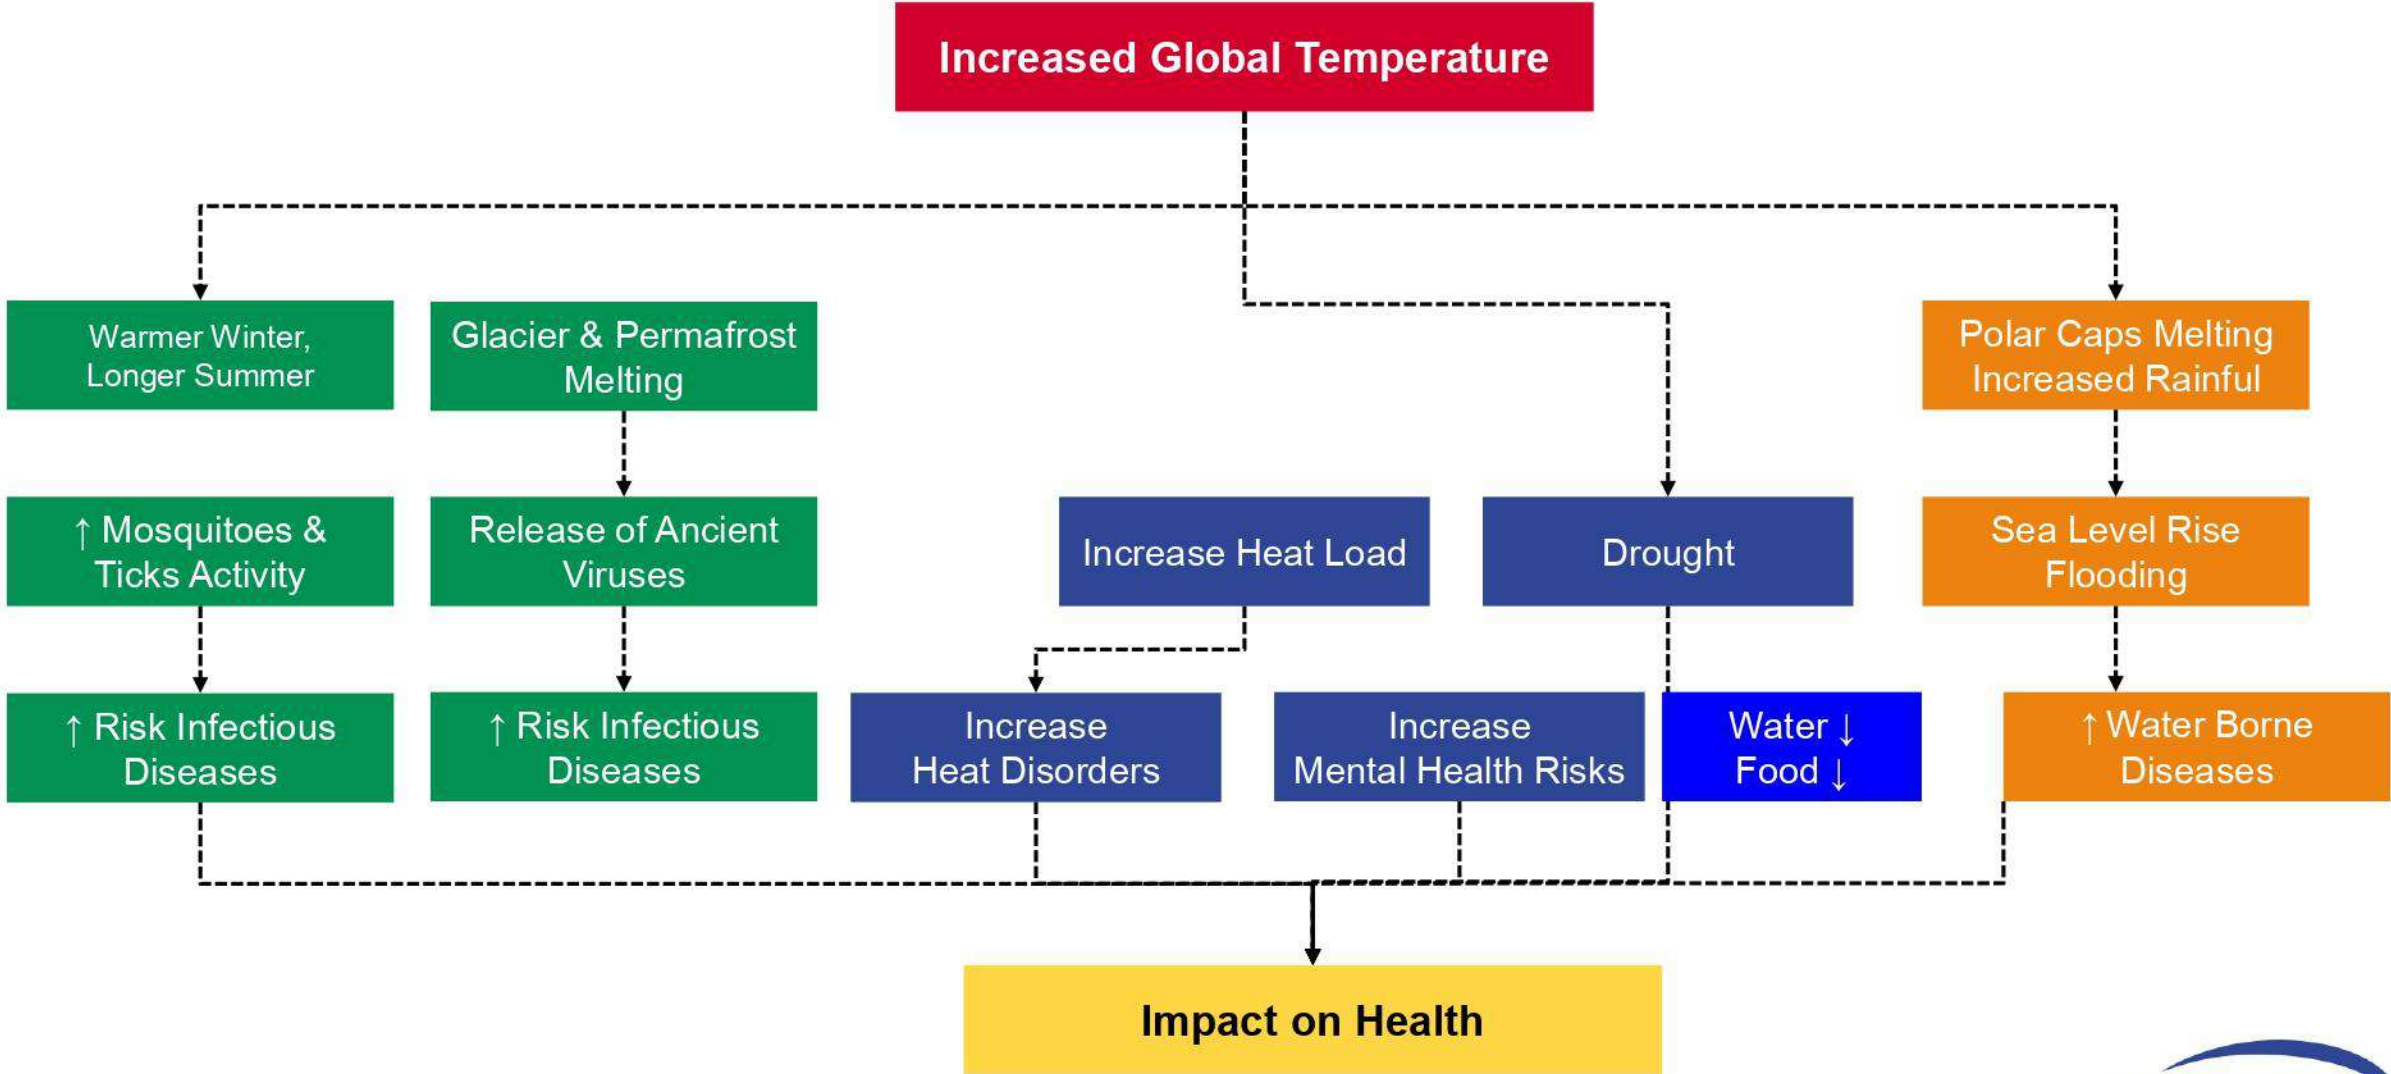 Increased Global Temperature
Warmer Winter,
Longer Summer
Glacier & Permafrost
Melting
Polar Caps Melting
Increased Rainful
↑ Mosquitoes &
Ticks Activity
Release of Ancient
Viruses
Increase Heat Load
Drought
Sea Level Rise
Flooding
↑ Risk Infectious
Diseases
↑ Risk Infectious
Diseases
Increase
Heat Disorders
Increase
Mental Health Risks
Water ↓
Food ↓
↑ Water Borne
Diseases
Impact on Health